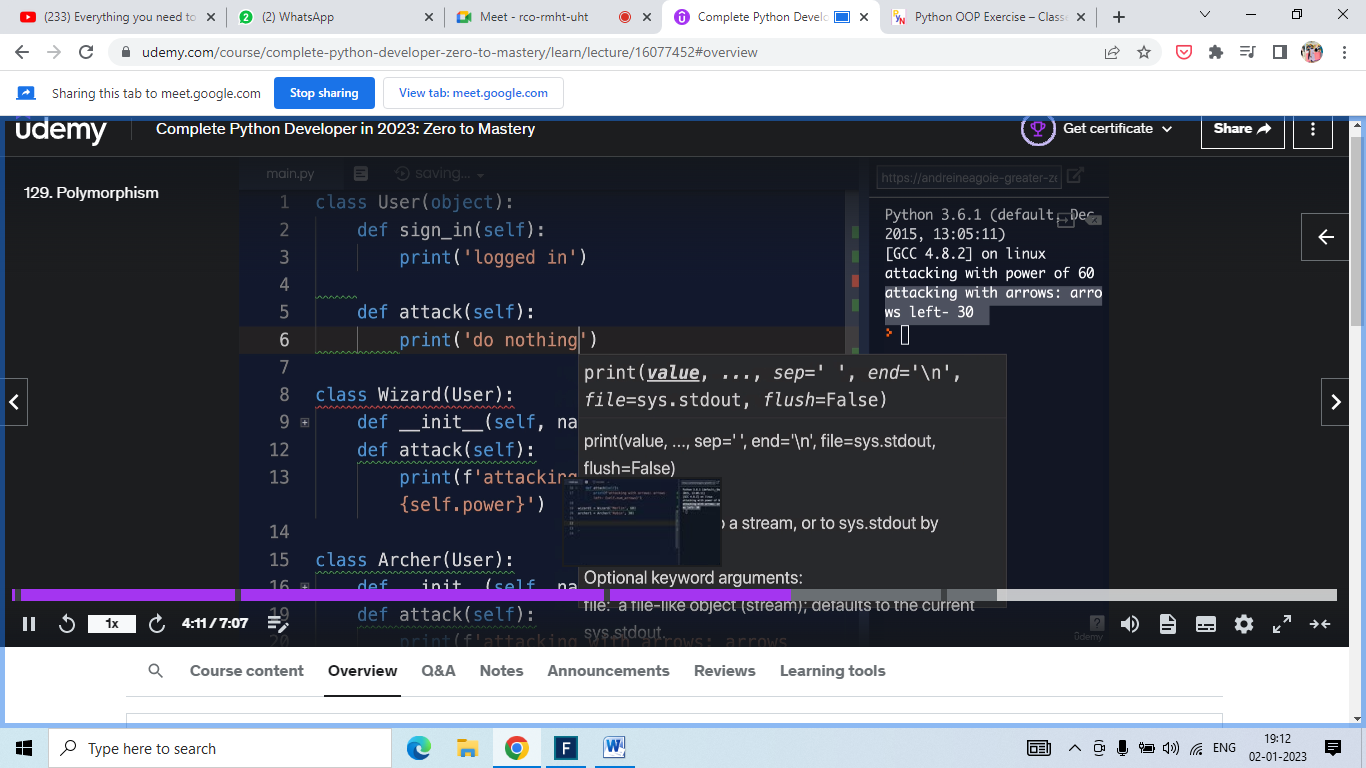 (233) Everything you need to
(2) WhatsApp
Meet - rco-rmht-uht
Complete Python Develo
Python OOP Exercise – Class
udemy.com/course/complete-python-developer-zero-to-mastery/learn/lecture/16077452#overview
Sharing this tab to meet.google.com
Stop sharing
View tab: meet.google.com
udemy
Complete Python Developer in 2023: Zero to Mastery
Get certificate
Share
129. Polymorphism
main.py
saving...
1 class User(object):
2 def sign_in(self):
3 print('logged in')
4
5 def attack(self):
6 print('do nothing')
7
8 class Wizard(User):
9 def __init__(self, na
12 def attack(self):
13 print(f'attacking
{self.power}')
14
15 class Archer(User):
16 def __init__(self, na
19 def attack(self):
20 print(f'attacking with arrows: arrows
print(value, ..., sep=' ', end='\n',
file=sys.stdout, flush=False)
print(value, ..., sep=' ', end='\n', file=sys.stdout,
flush=False)
o a stream, or to sys.stdout by
Optional keyword arguments:
file: a file-like object (stream); defaults to the current
sys.stdout.
https://andreineagoie-greater-ze
Python 3.6.1 (default, Dec
2015, 13:05:11)
[GCC 4.8.2] on linux
attacking with power of 60
attacking with arrows: arro
ws left- 30
1x
4:11 / 7:07
udemy
Course content
Overview
Q&A
Notes
Announcements
Reviews
Learning tools
Type here to search
F
W
ENG
19:12
02-01-2023